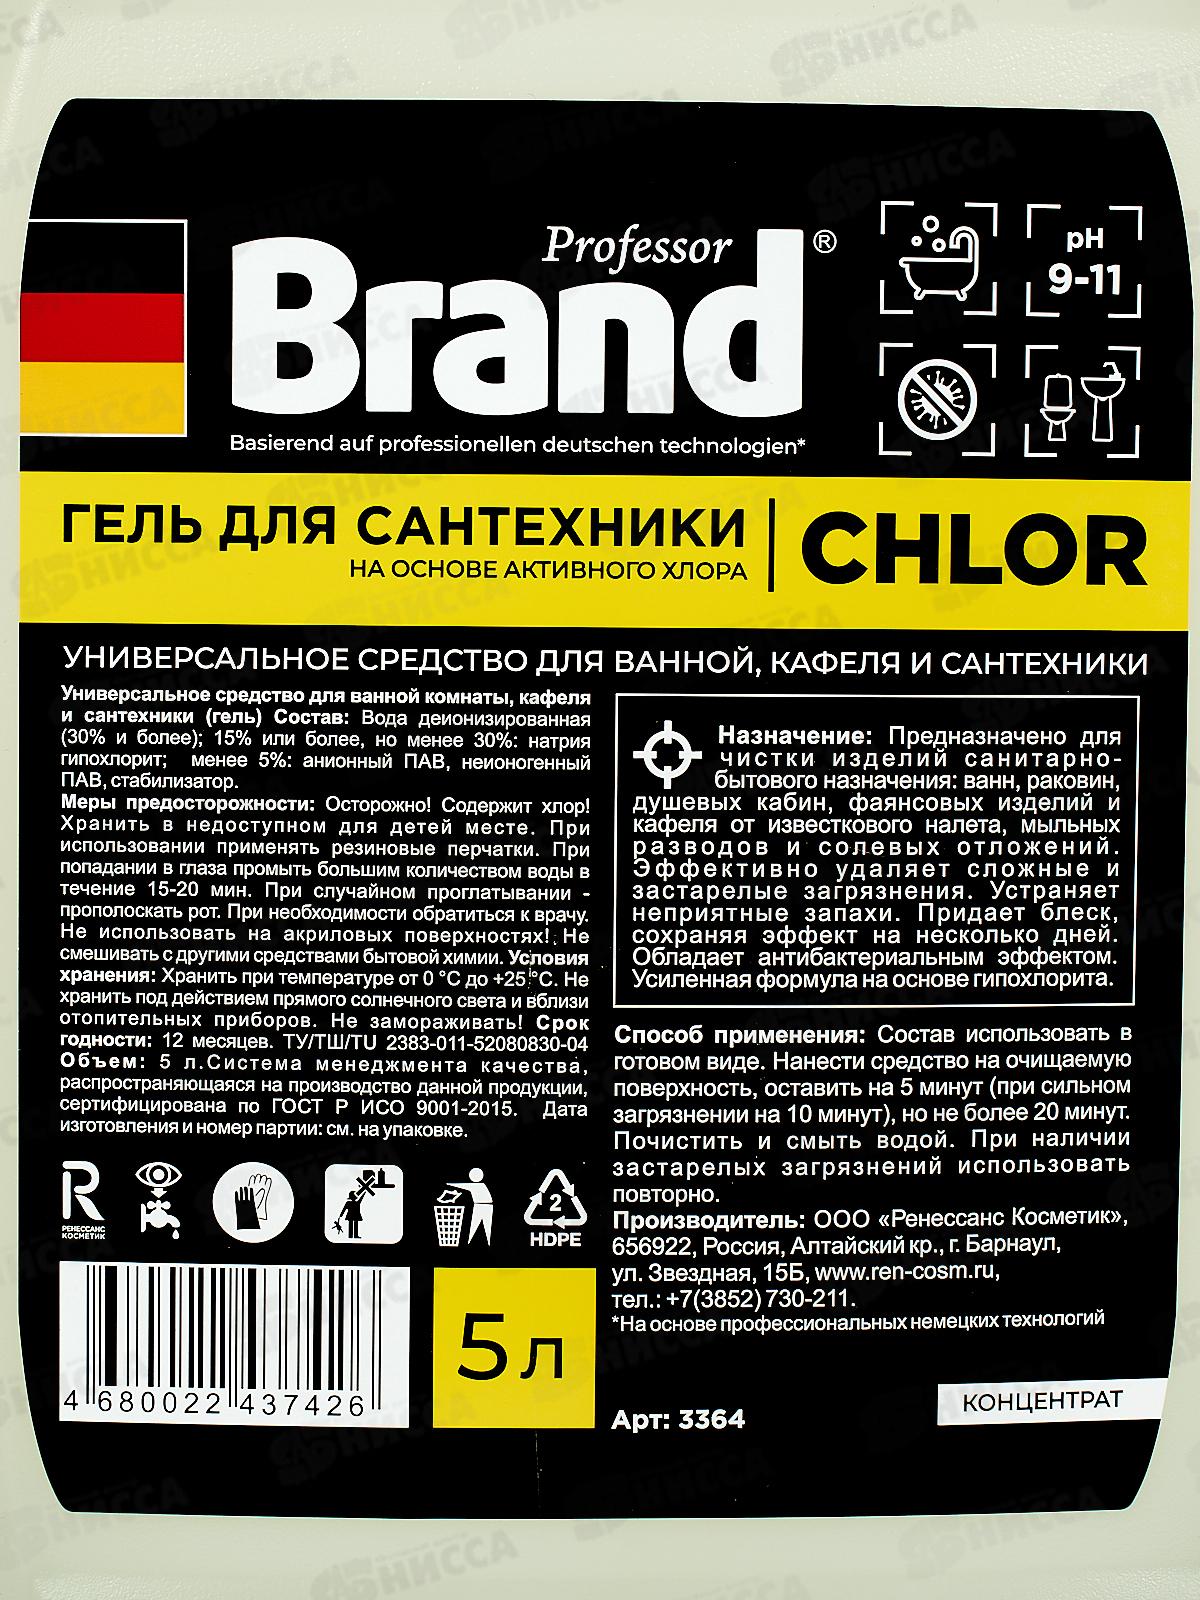 Professor
Brand®
Basierend auf professionellen deutschen technologien*
pH
9-11
ГЕЛЬ ДЛЯ САНТЕХНИКИ
НА ОСНОВЕ АКТИВНОГО ХЛОРА
CHLOR
УНИВЕРСАЛЬНОЕ СРЕДСТВО ДЛЯ ВАННОЙ, КАФЕЛЯ И САНТЕХНИКИ
Универсальное средство для ванной комнаты, кафеля
и сантехники (гель) Состав: Вода деионизированная
(30% и более); 15% или более, но менее 30%: натрия
гипохлорит; менее 5%: анионный ПАВ, неионогенный
ПАВ, стабилизатор.
Меры предосторожности: Осторожно! Содержит хлор!
Хранить в недоступном для детей месте. При
использовании применять резиновые перчатки. При
попадании в глаза промыть большим количеством воды в
течение 15-20 мин. При случайном проглатывании -
прополоскать рот. При необходимости обратиться к врачу.
Не использовать на акриловых поверхностях! Не
смешивать с другими средствами бытовой химии. Условия
хранения: Хранить при температуре от 0 °С до +25 °С. Не
хранить под действием прямого солнечного света и вблизи
отопительных приборов. Не замораживать! Срок
годности: 12 месяцев. ТУ/ТШ/TU 2383-011-52080830-04
Объем: 5 л.Система менеджмента качества,
распространяющаяся на производство данной продукции,
сертифицирована по ГОСТ Р ИСО 9001-2015. Дата
изготовления и номер партии: см. на упаковке.
Назначение: Предназначено для
чистки изделий санитарно-
бытового назначения: ванн, раковин,
душевых кабин, фаянсовых изделий и
кафеля от известкового налета, мыльных
разводов и солевых отложений.
Эффективно удаляет сложные и
застарелые загрязнения. Устраняет
неприятные запахи. Придает блеск,
сохраняя эффект на несколько дней.
Обладает антибактериальным эффектом.
Усиленная формула на основе гипохлорита.
Способ применения: Состав использовать в
готовом виде. Нанести средство на очищаемую
поверхность, оставить на 5 минут (при сильном
загрязнении на 10 минут), но не более 20 минут.
Почистить и смыть водой. При наличии
застарелых загрязнений использовать
повторно.
Производитель: ООО «Ренессанс Косметик»,
656922, Россия, Алтайский кр., г. Барнаул,
ул. Звездная, 15Б, www.ren-cosm.ru,
тел.: +7(3852) 730-211.
*На основе профессиональных немецких технологий
R
РЕНЕССАНС
КОСМЕТИК
2
HDPE
4 680022 437426
5 л
Арт: 3364
КОНЦЕНТРАТ